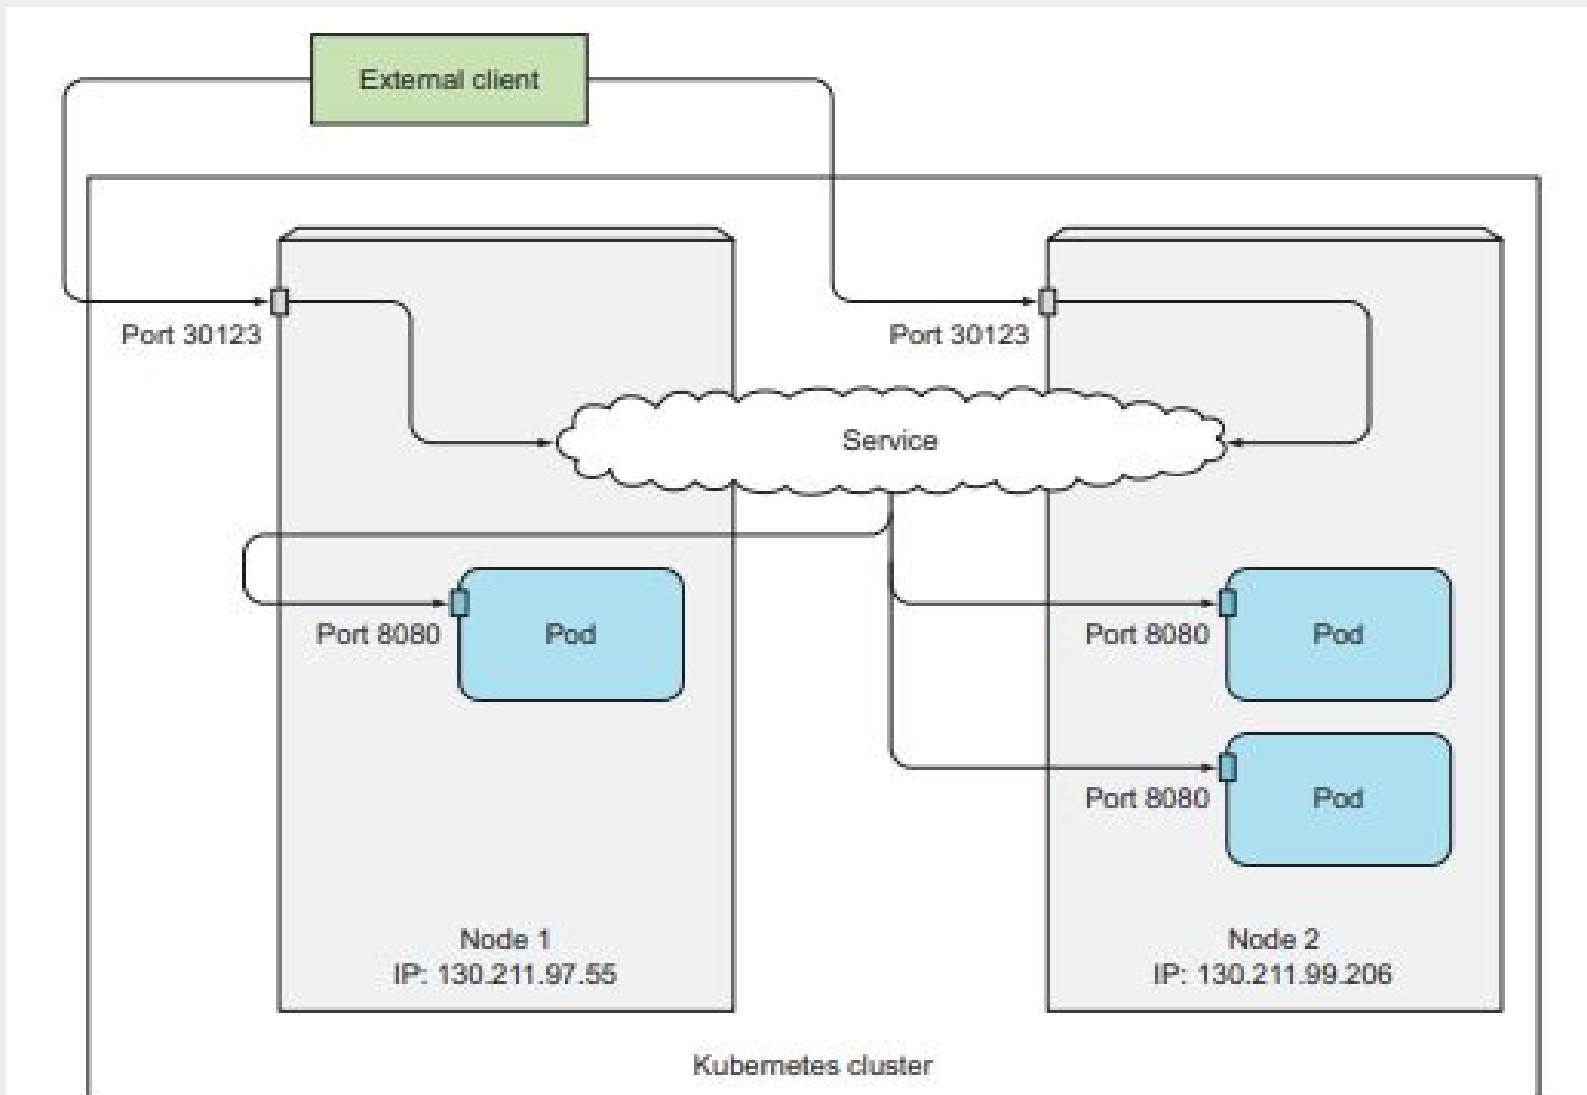 External client
Port 30123
Port 30123
Service
Port 8080
Pod
Port 8080
Pod
Port 8080
Pod
Node 1
IP: 130.211.97.55
Node 2
IP: 130.211.99.206
Kubernetes cluster